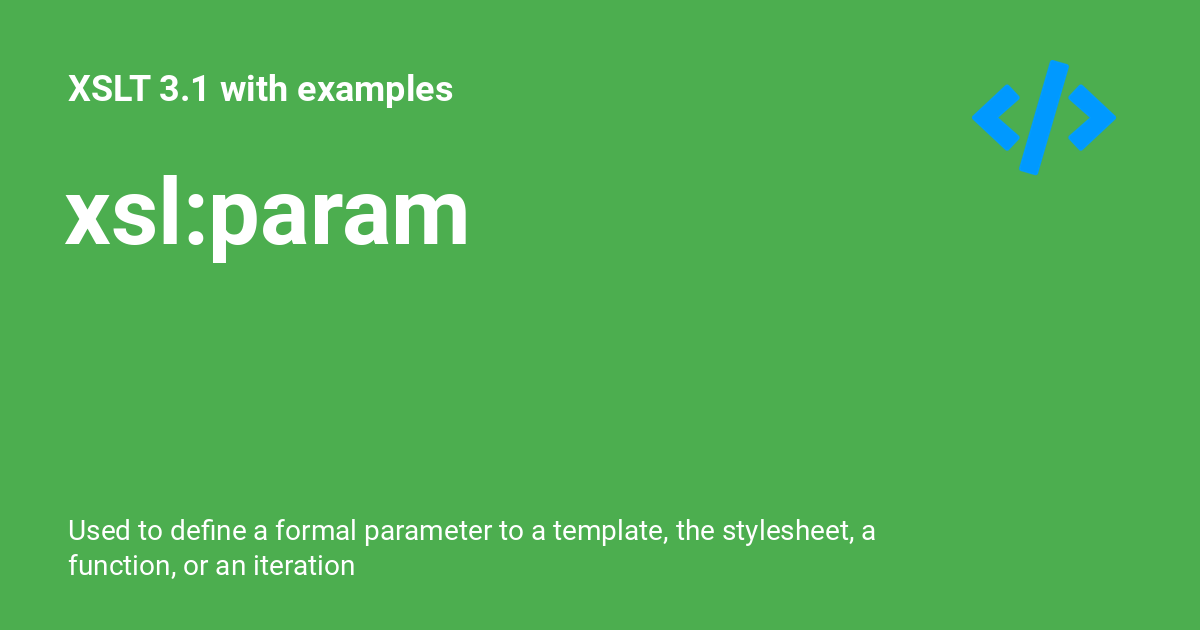 XSLT 3.1 with examples
xsl:param
Used to define a formal parameter to a template, the stylesheet, a
function, or an iteration